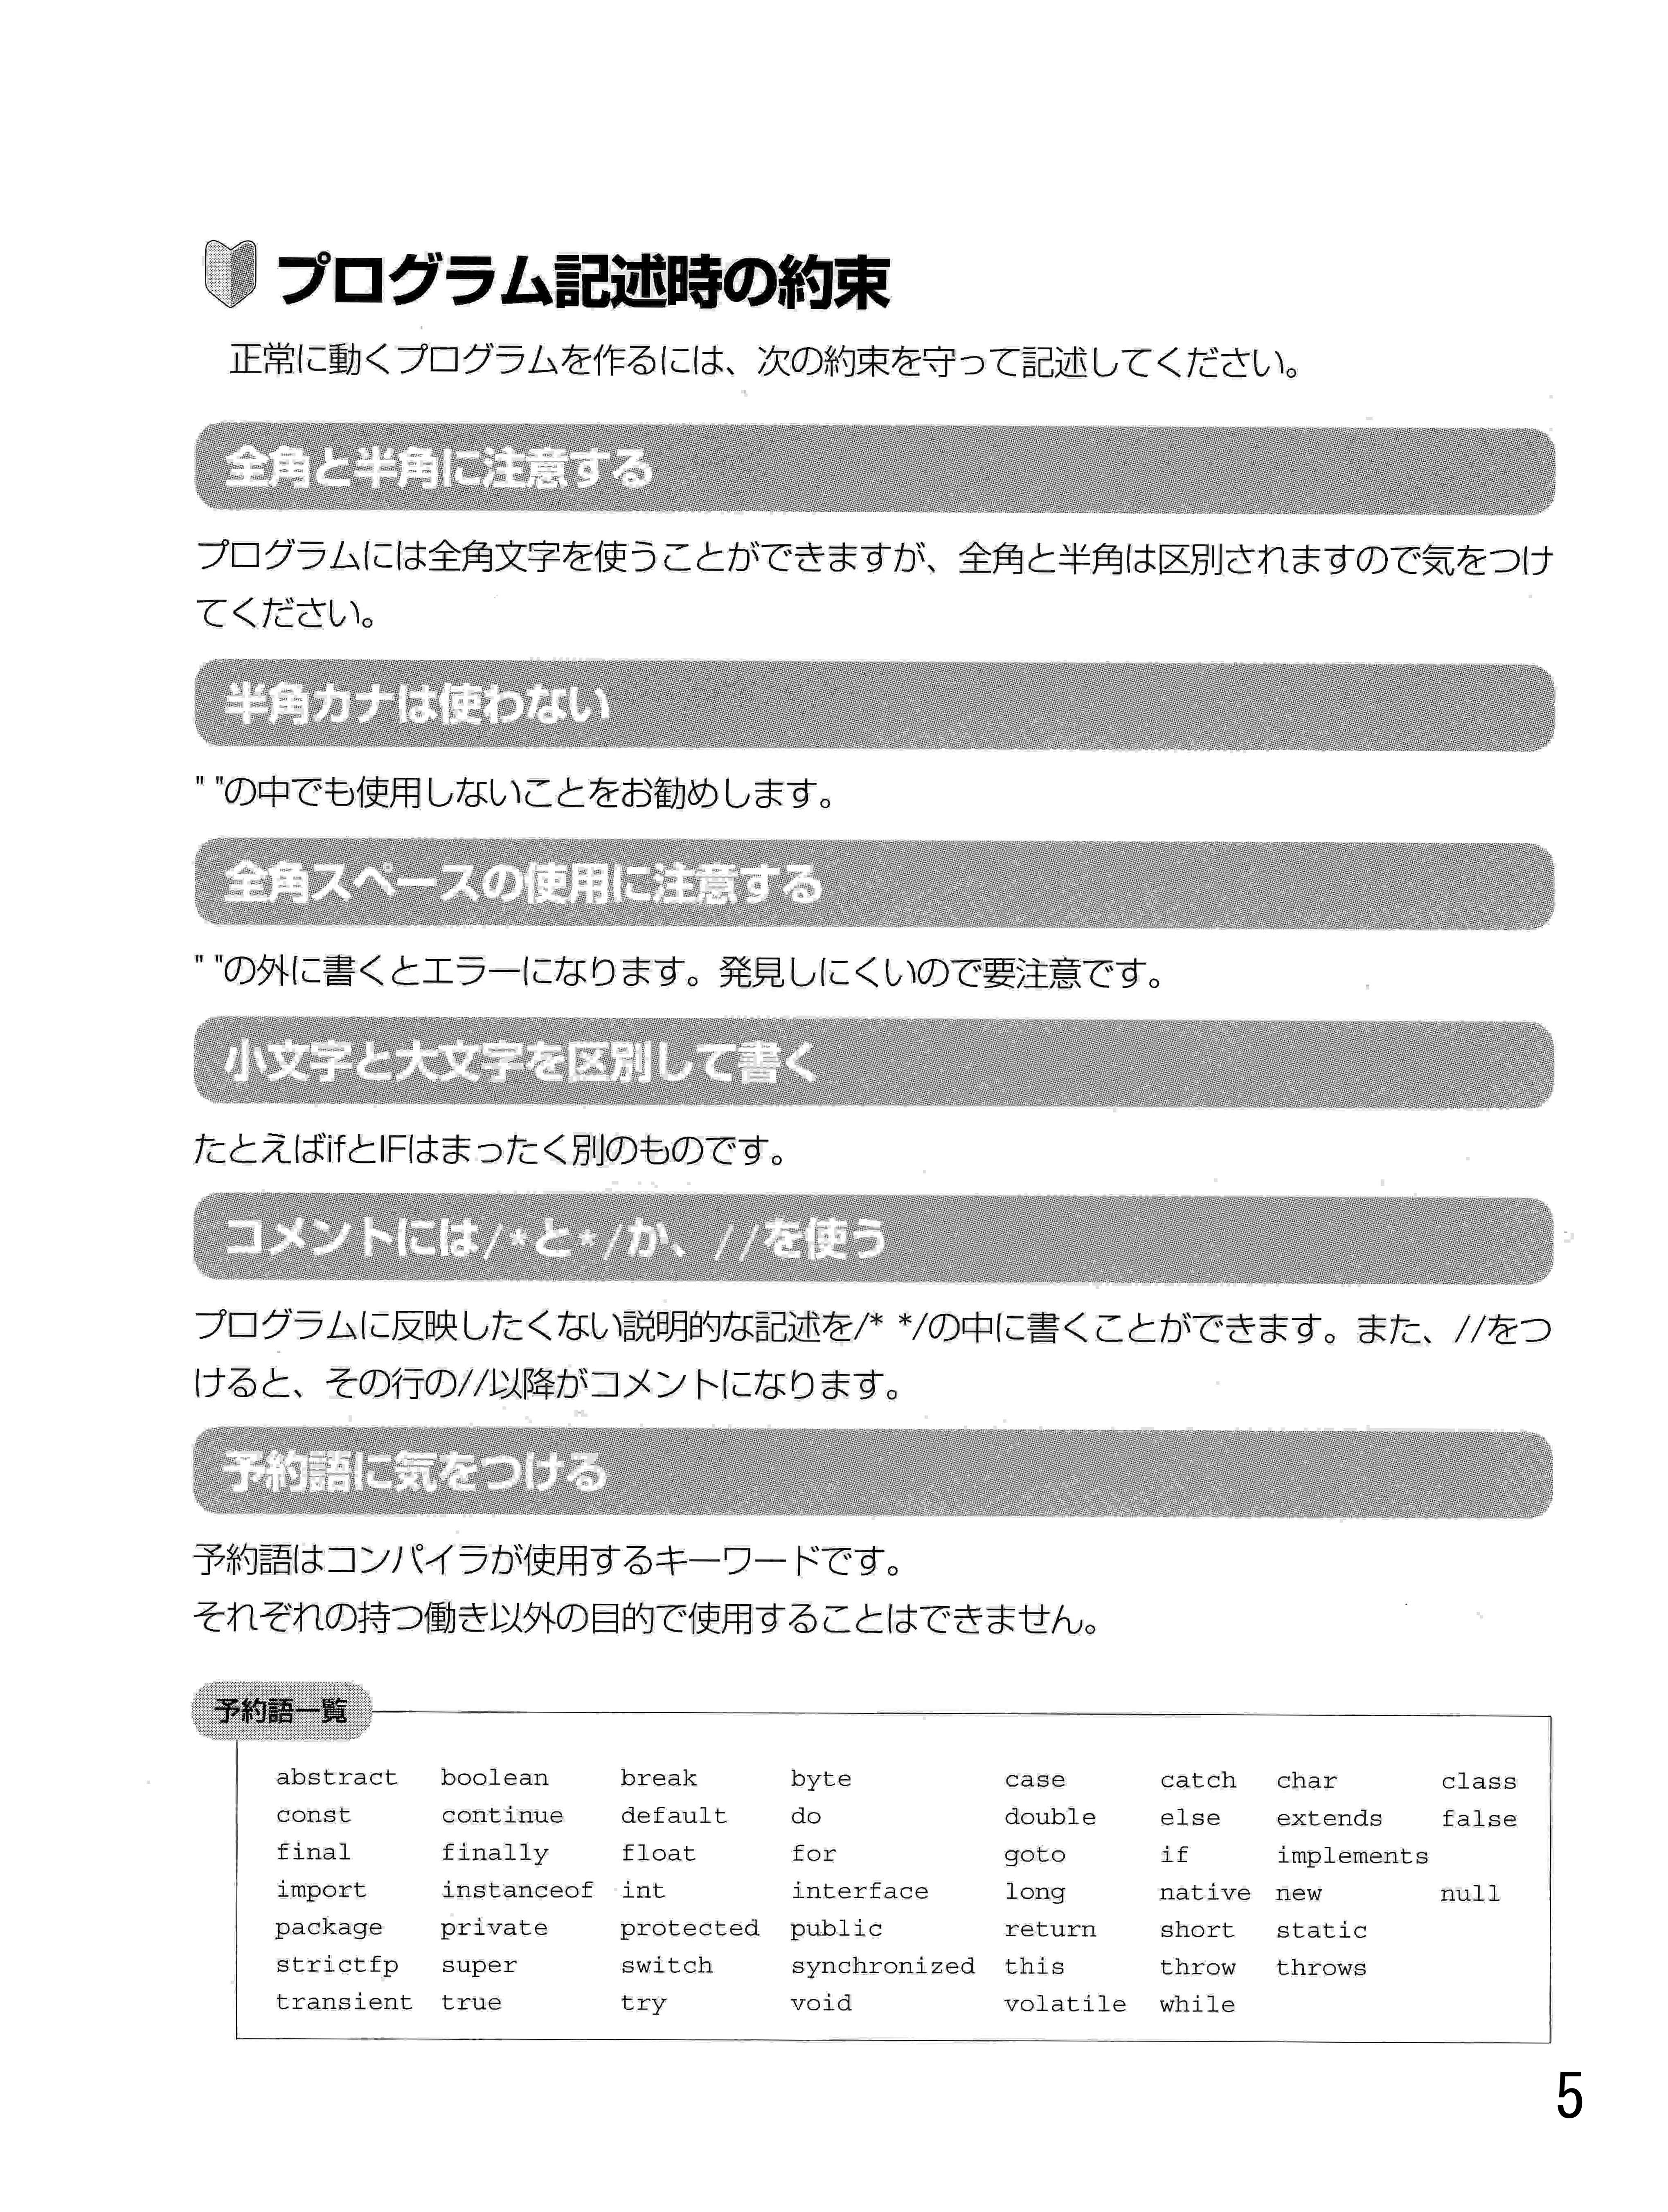 プログラム記述時の約束
正常に動くプログラムを作るには、次の約束を守って記述してください。
全角と半角に注意する
プログラムには全角文字を使うことができますが、全角と半角は区別されますので気をつけ
てください。
半角カナは使わない
" "の中でも使用しないことをお勧めします。
全角スペースの使用に注意する
" "の外に書くとエラーになります。発見しにくいので要注意です。
小文字と大文字を区別して書く
たとえばifとIFはまったく別のものです。
コメントには/*と*/か、//を使う
プログラムに反映したくない説明的な記述を/* */の中に書くことができます。また、//をつ
けると、その行の//以降がコメントになります。
予約語に気をつける
予約語はコンパイラが使用するキーワードです。
それぞれの持つ働き以外の目的で使用することはできません。
予約語一覧
abstract boolean break byte case catch char class
const continue default do double else extends false
final finally float for goto if implements
import instanceof int interface long native new null
package private protected public return short static
strictfp super switch synchronized this throw throws
transient true try void volatile while
5